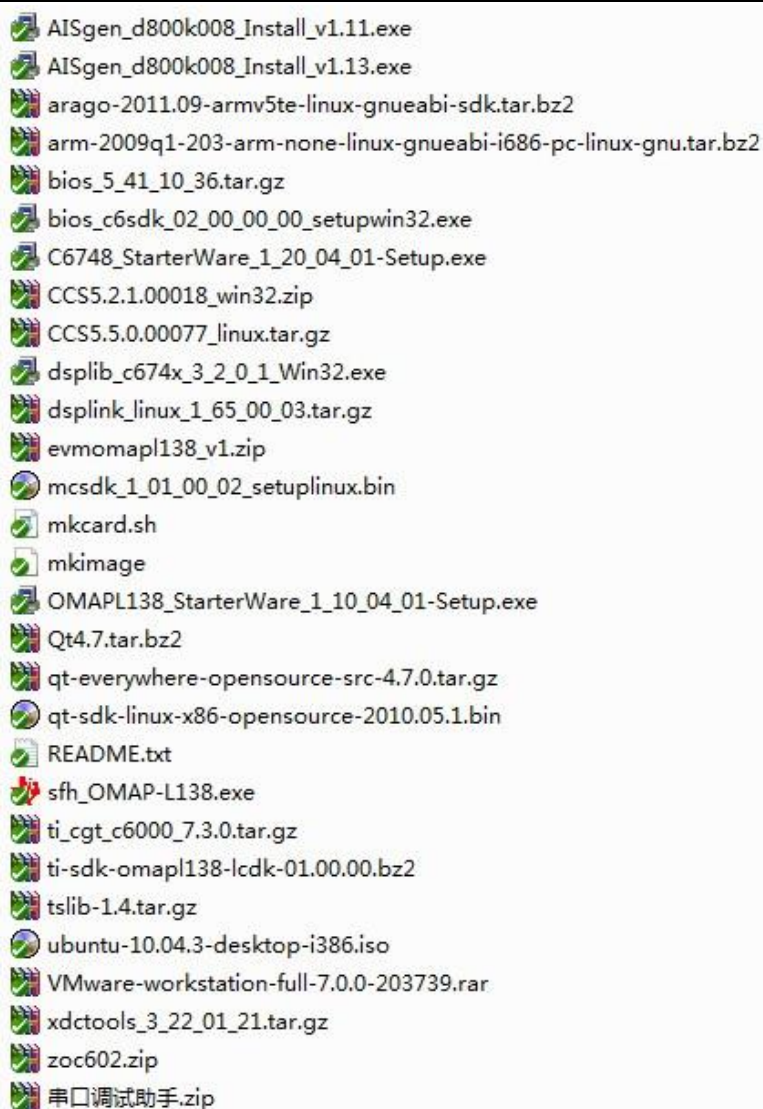 AISgen_d800k008_Install_v1.11.exe
AISgen_d800k008_Install_v1.13.exe
arago-2011.09-armv5te-linux-gnueabi-sdk.tar.bz2
arm-2009q1-203-arm-none-linux-gnueabi-i686-pc-linux-gnu.tar.bz2
bios_5_41_10_36.tar.gz
bios_c6sdk_02_00_00_00_setupwin32.exe
C6748_StarterWare_1_20_04_01-Setup.exe
CCS5.2.1.00018_win32.zip
CCS5.5.0.00077_linux.tar.gz
dsplib_c674x_3_2_0_1_Win32.exe
dsplink_linux_1_65_00_03.tar.gz
evmomapl138_v1.zip
mcsdk_1_01_00_02_setuplinux.bin
mkcard.sh
mkimage
OMAPL138_StarterWare_1_10_04_01-Setup.exe
Qt4.7.tar.bz2
qt-everywhere-opensource-src-4.7.0.tar.gz
qt-sdk-linux-x86-opensource-2010.05.1.bin
README.txt
sfh_OMAP-L138.exe
ti_cgt_c6000_7.3.0.tar.gz
ti-sdk-omapl138-lcdk-01.00.00.bz2
tslib-1.4.tar.gz
ubuntu-10.04.3-desktop-i386.iso
VMware-workstation-full-7.0.0-203739.rar
xdctools_3_22_01_21.tar.gz
zoc602.zip
串口调试助手.zip